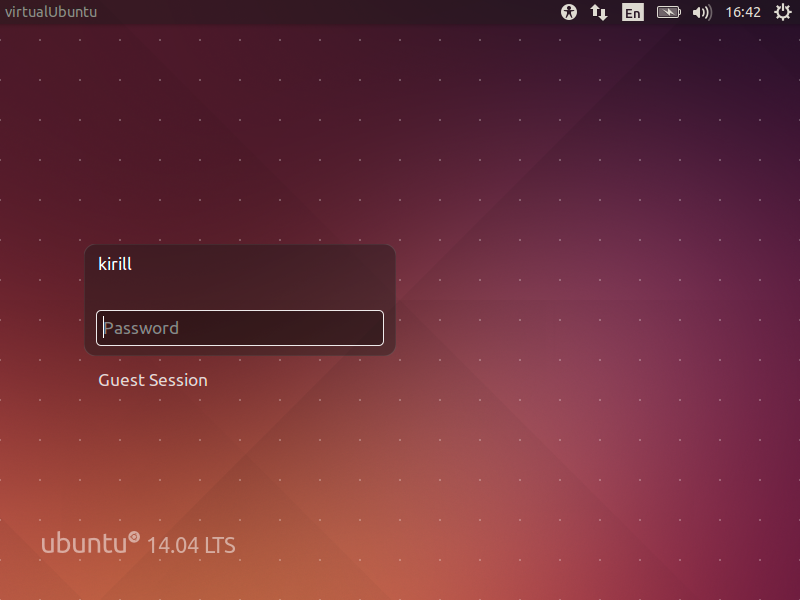 virtualUbuntu En 16:42
kirill
Password
Guest Session
ubuntu 14.04 LTS